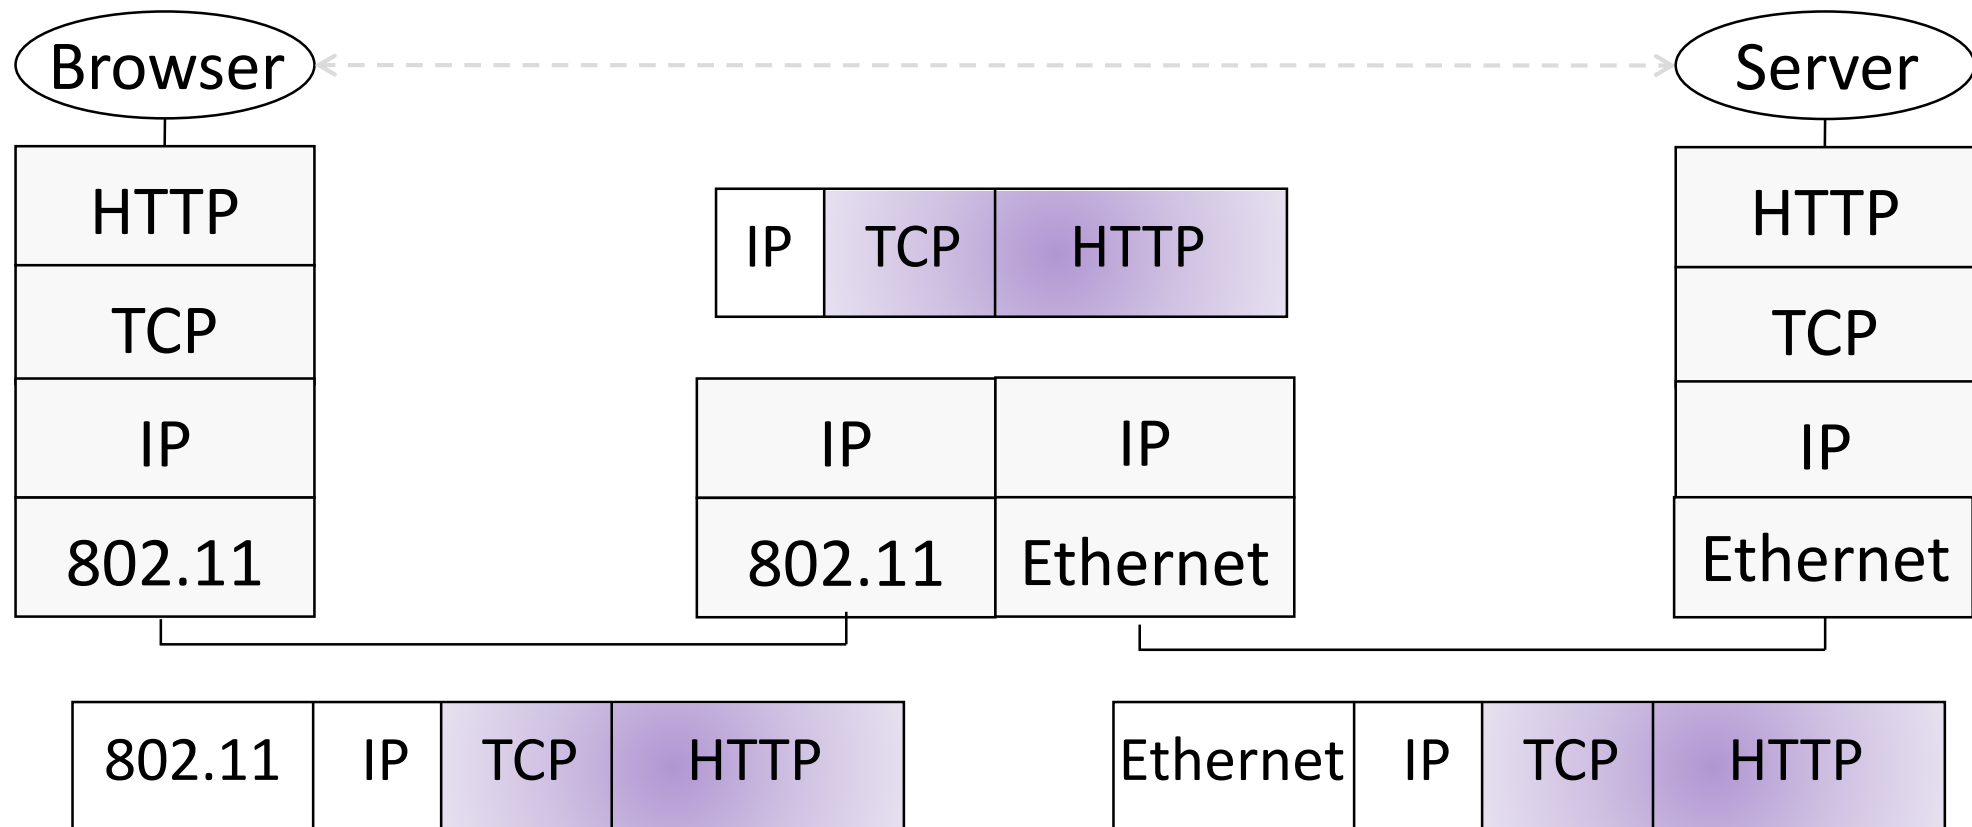 Browser
Server
HTTP
TCP
IP
802.11
IP TCP HTTP
IP IP
802.11 Ethernet
HTTP
TCP
IP
Ethernet
802.11 IP TCP HTTP
Ethernet IP TCP HTTP